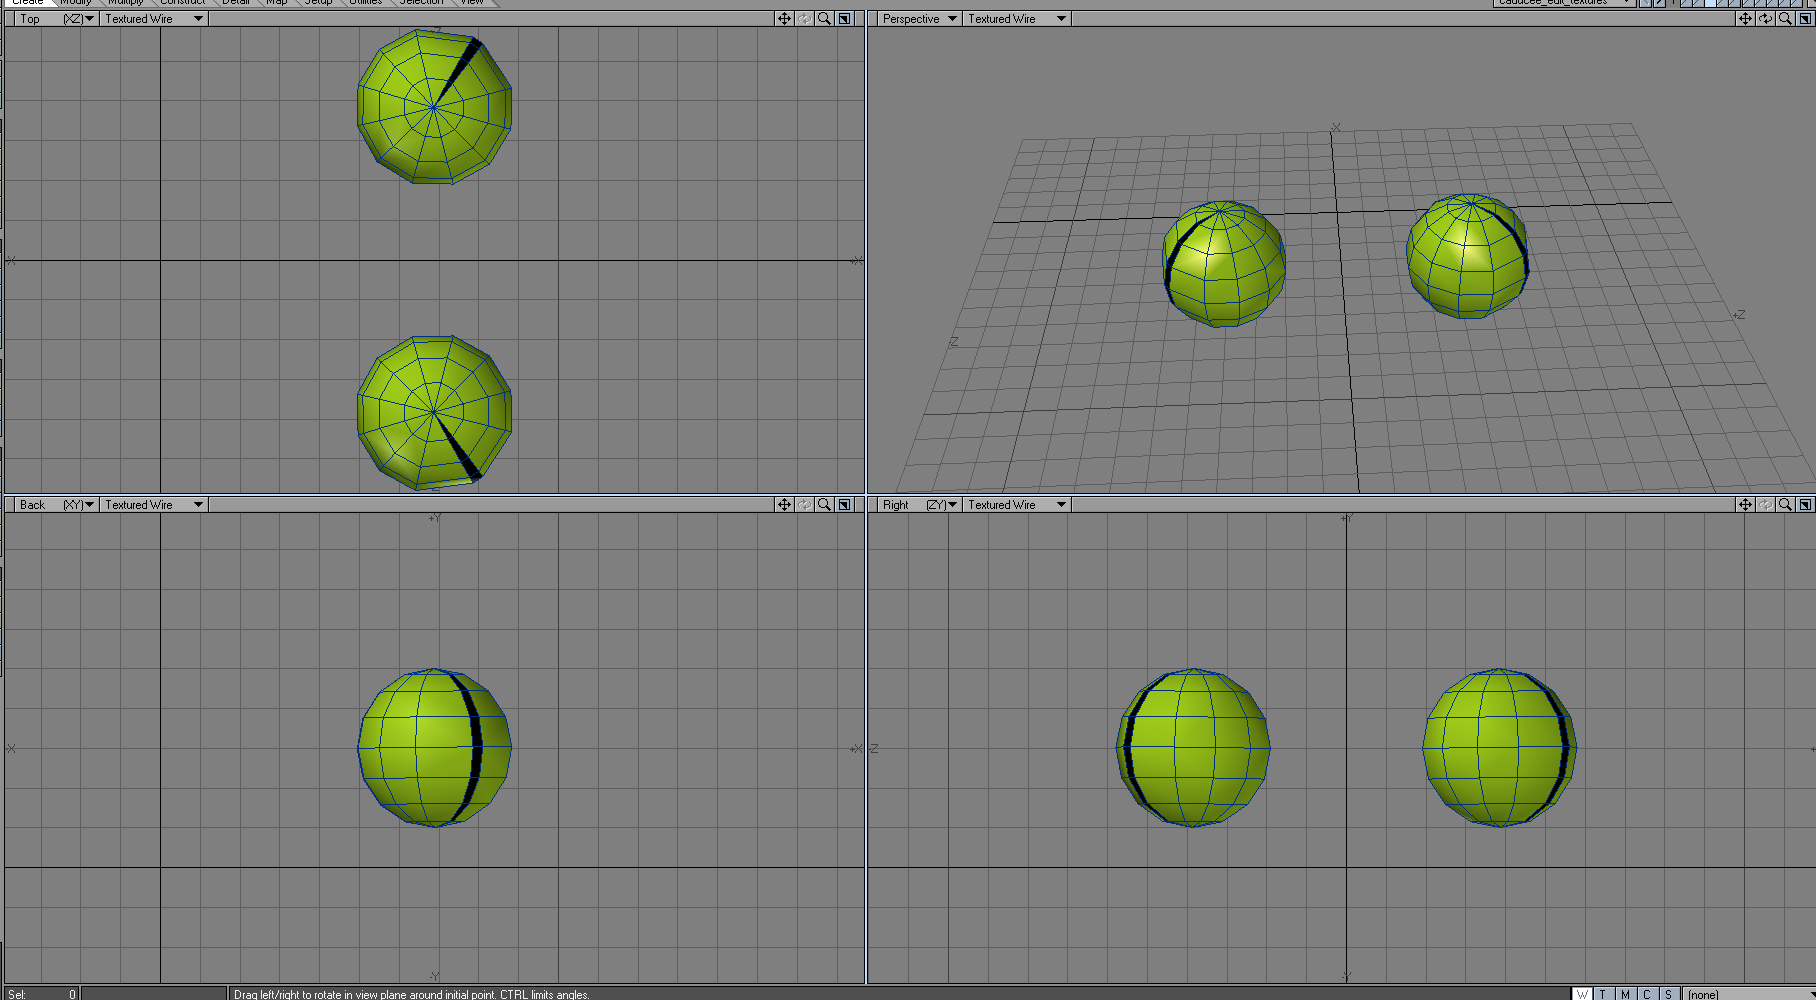 Create Modify Multiply Construct Detail Map Setup Utilities Selection View
caducee_edit_textures
Top (XZ) Textured Wire
Perspective Textured Wire
X
Z
+Z
-X +X
Back (XY) Textured Wire
Right (ZY) Textured Wire
+Y +Y
-X +X -Z
-Y -Y
Sel: 0
Drag left/right to rotate in view plane around initial point. CTRL limits angles.
W T M C S (none)